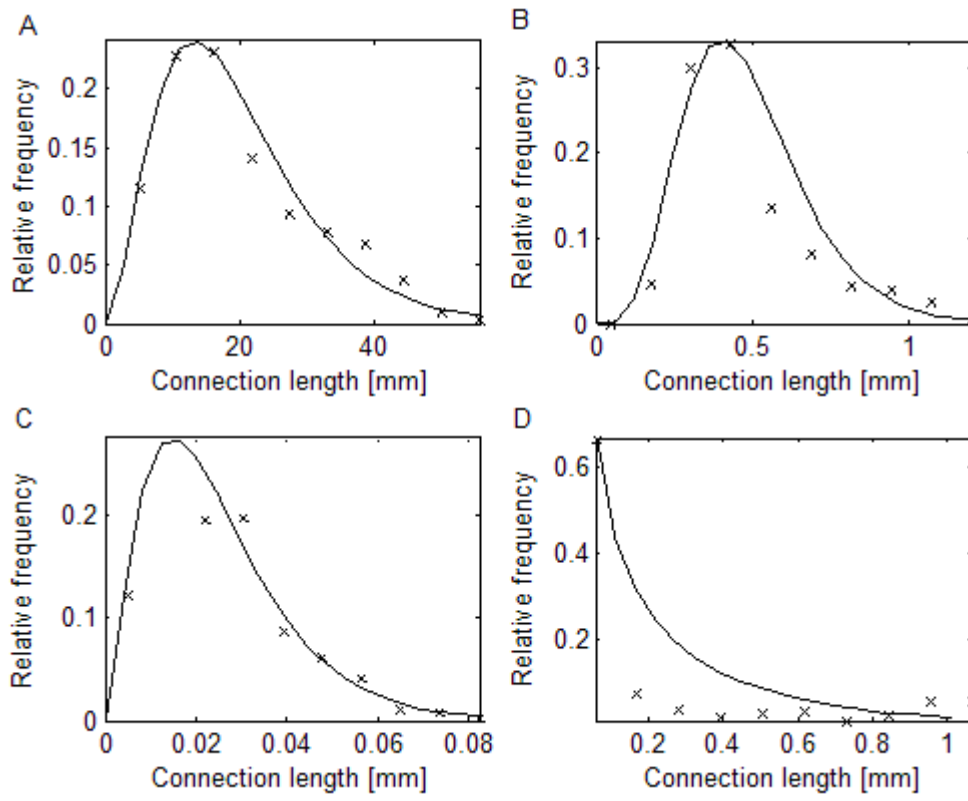 A
Relative frequency
0.2
0.15
0.1
0.05
0
0 20 40
Connection length [mm]
B
Relative frequency
0.3
0.2
0.1
0
0 0.5 1
Connection length [mm]
C
Relative frequency
0.2
0.1
0
0 0.02 0.04 0.06 0.08
Connection length [mm]
D
Relative frequency
0.6
0.4
0.2
0.2 0.4 0.6 0.8 1
Connection length [mm]